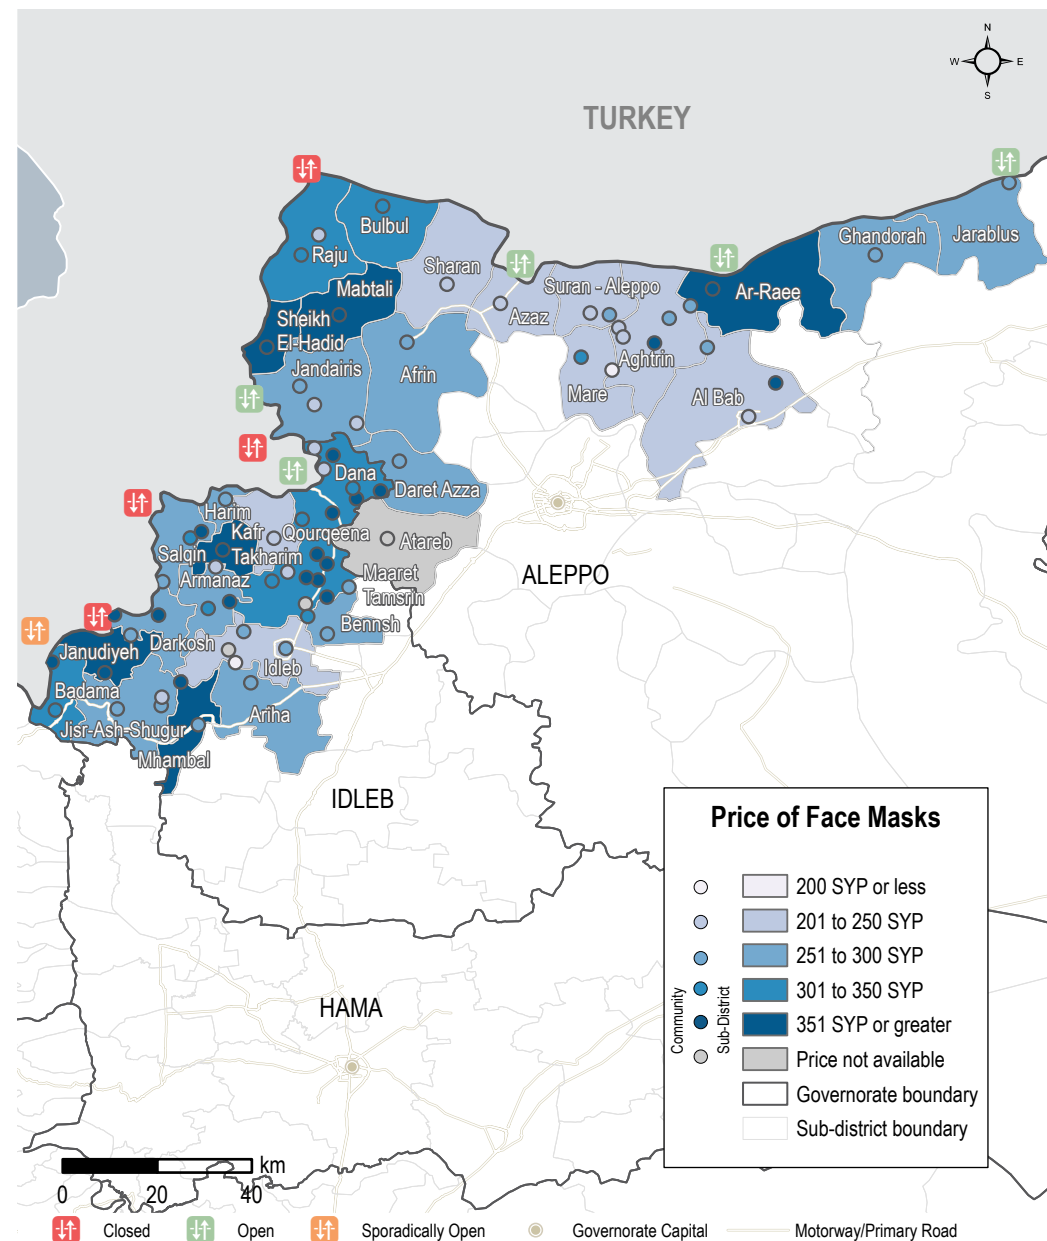 N
W E
S
TURKEY
Bulbul
Raju
Ghandorah
Jarablus
Sharan
Mabtali
Suran - Aleppo
Ar-Raee
Azaz
Sheikh
El-Hadid
Jandairis
Afrin
Aghtrin
Mare
Al Bab
Dana
Daret Azza
Harim
Kafr
Takharim
Qourqeena
Atareb
Salqin
Armanaz
Maaret
Tamsrin
ALEPPO
Bennsh
Darkosh
Janudiyeh
Idleb
Badama
Ariha
Jisr-Ash-Shugur
Mhambal
IDLEB
HAMA
Price of Face Masks
200 SYP or less
201 to 250 SYP
251 to 300 SYP
301 to 350 SYP
351 SYP or greater
Price not available
Governorate boundary
Sub-district boundary
Community
Sub-District
km
0 20 40
Closed Open Sporadically Open Governorate Capital Motorway/Primary Road